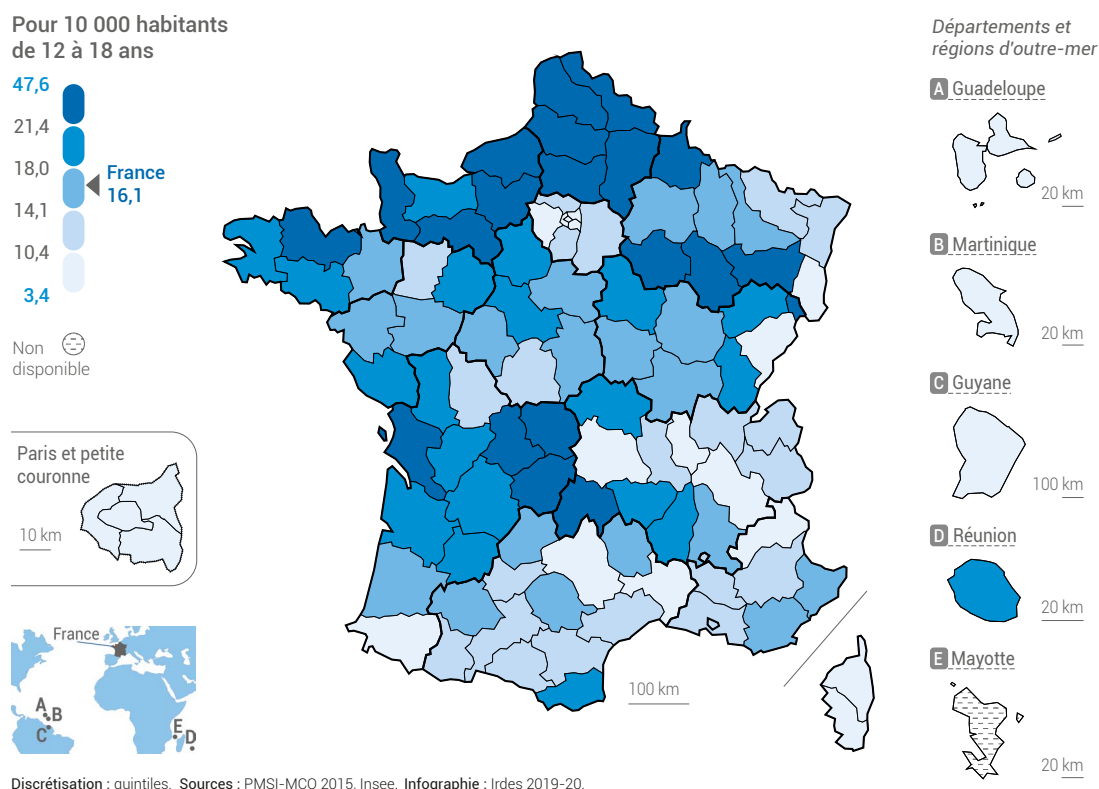 Pour 10 000 habitants
de 12 à 18 ans
47,6
21,4
18,0
14,1
10,4
3,4
France
16,1
Non
disponible
Paris et petite
couronne
10 km
France
A
B
C
E
D
100 km
Départements et
régions d'outre-mer
A Guadeloupe
20 km
B Martinique
20 km
C Guyane
100 km
D Réunion
20 km
E Mayotte
20 km
Discrétisation : quintiles. Sources : PMSI-MCO 2015, Insee. Infographie : Irdes 2019-20.